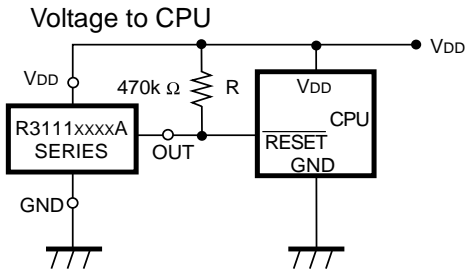 Voltage to CPU
VDD
VDD
470k Ω
R
VDD
R3111xxxxA
SERIES
OUT
CPU
RESET
GND
GND